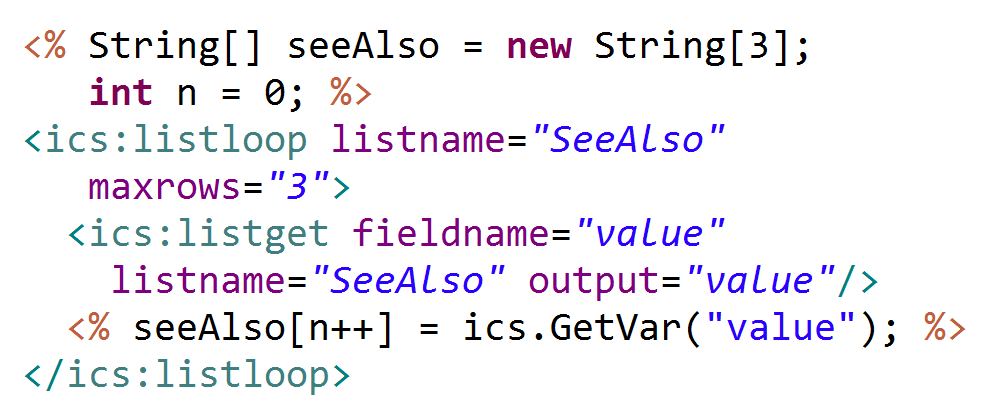 <% String[] seeAlso = new String[3];
int n = 0; %>
<ics:listloop listname="SeeAlso"
maxrows="3">
<ics:listget fieldname="value"
listname="SeeAlso" output="value"/>
<% seeAlso[n++] = ics.GetVar("value"); %>
</ics:listloop>